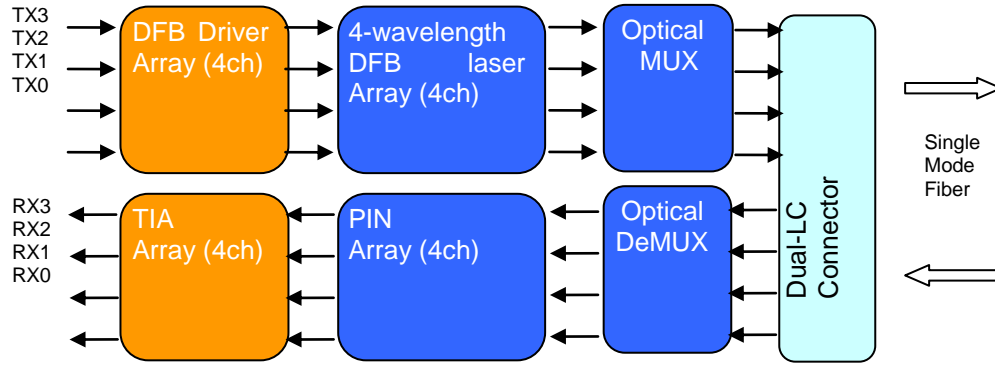 TX3
TX2
TX1
TX0
DFB Driver
Array (4ch)
4-wavelength
DFB laser
Array (4ch)
Optical
MUX
Single
Mode
Fiber
RX3
RX2
RX1
RX0
TIA
Array (4ch)
PIN
Array (4ch)
Optical
DeMUX
Dual-LC
Connector